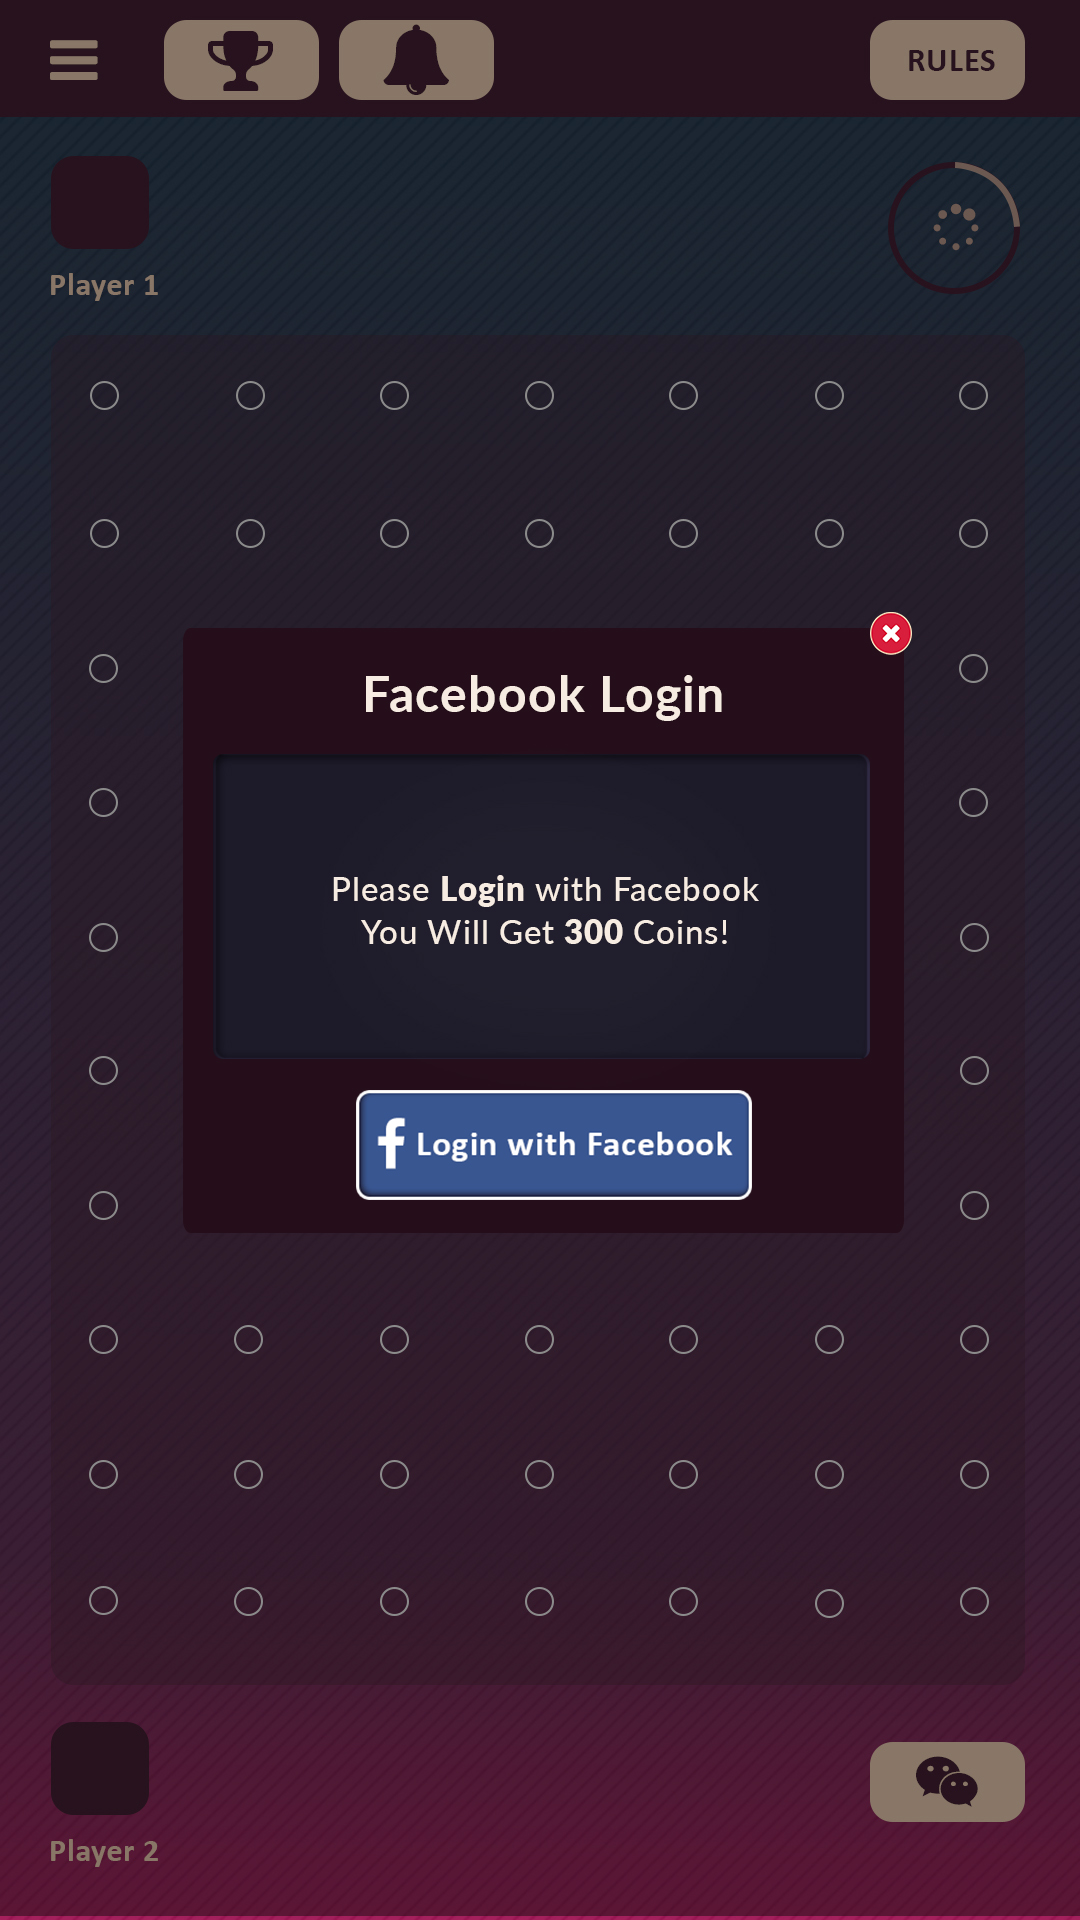 RULES
Player 1
Facebook Login
Please Login with Facebook
You Will Get 300 Coins!
Login with Facebook
Player 2